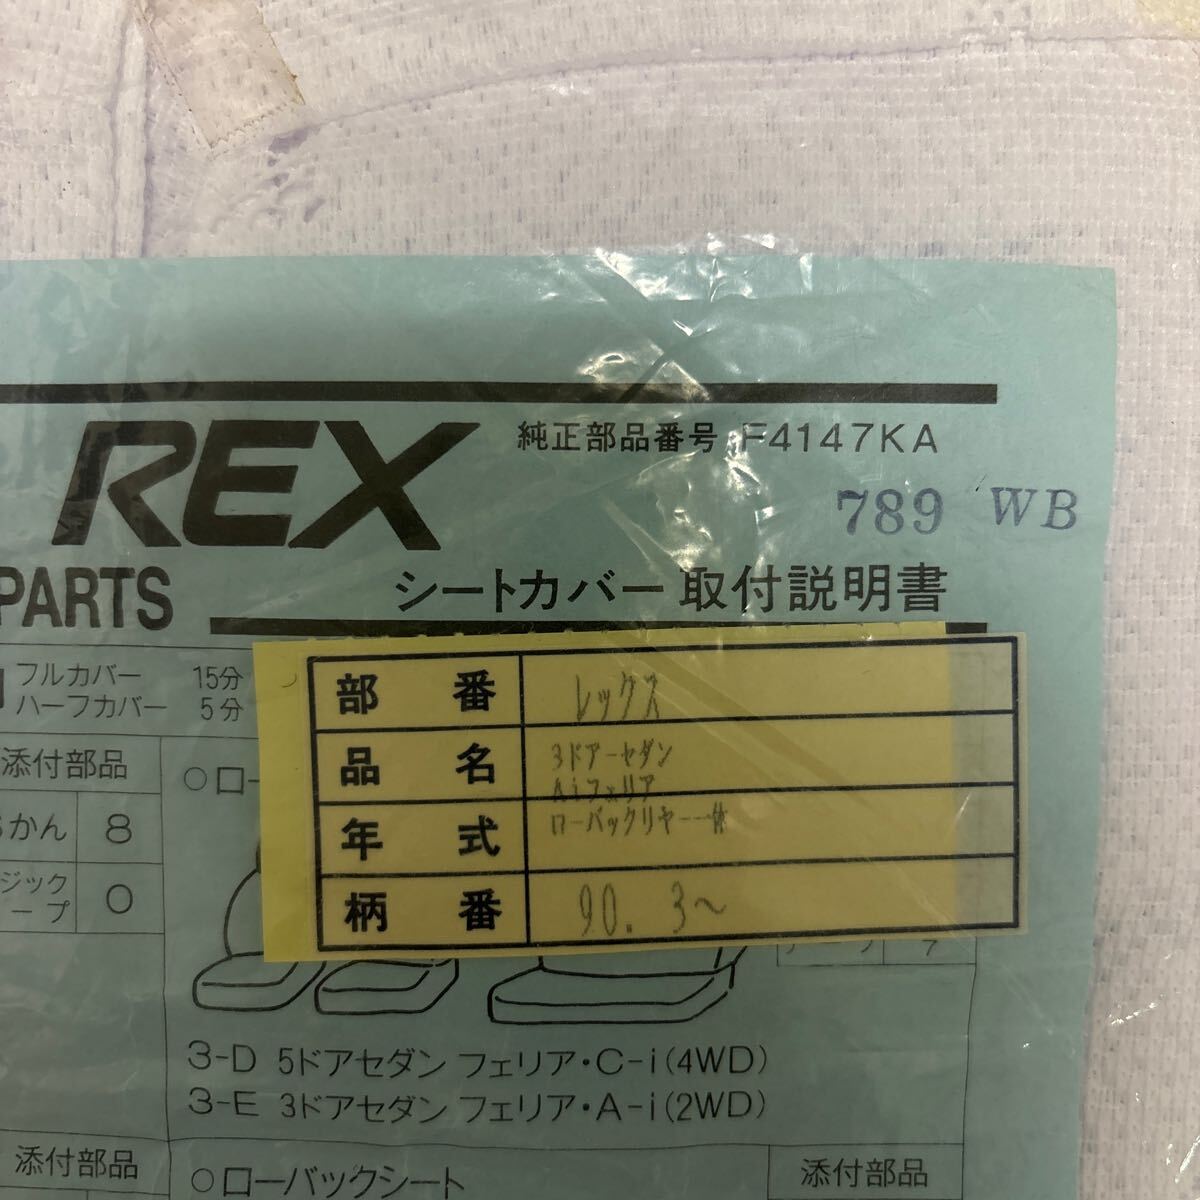 REX 純正部品番号 F4147KA
789 WB
PARTS シートカバー 取付説明書
フルカバー 15分
ハーフカバー 5分
部番 レックス
品名 3ドアーセダン
Aiフェリア
年式 ローバックリヤー一体
柄番 90. 3〜
添付部品
○ロー
かん 8
ジック
ープ 0
3-D 5ドアセダン フェリア・C-i(4WD)
3-E 3ドアセダン フェリア・A-i(2WD)
添付部品 ○ローバックシート 添付部品